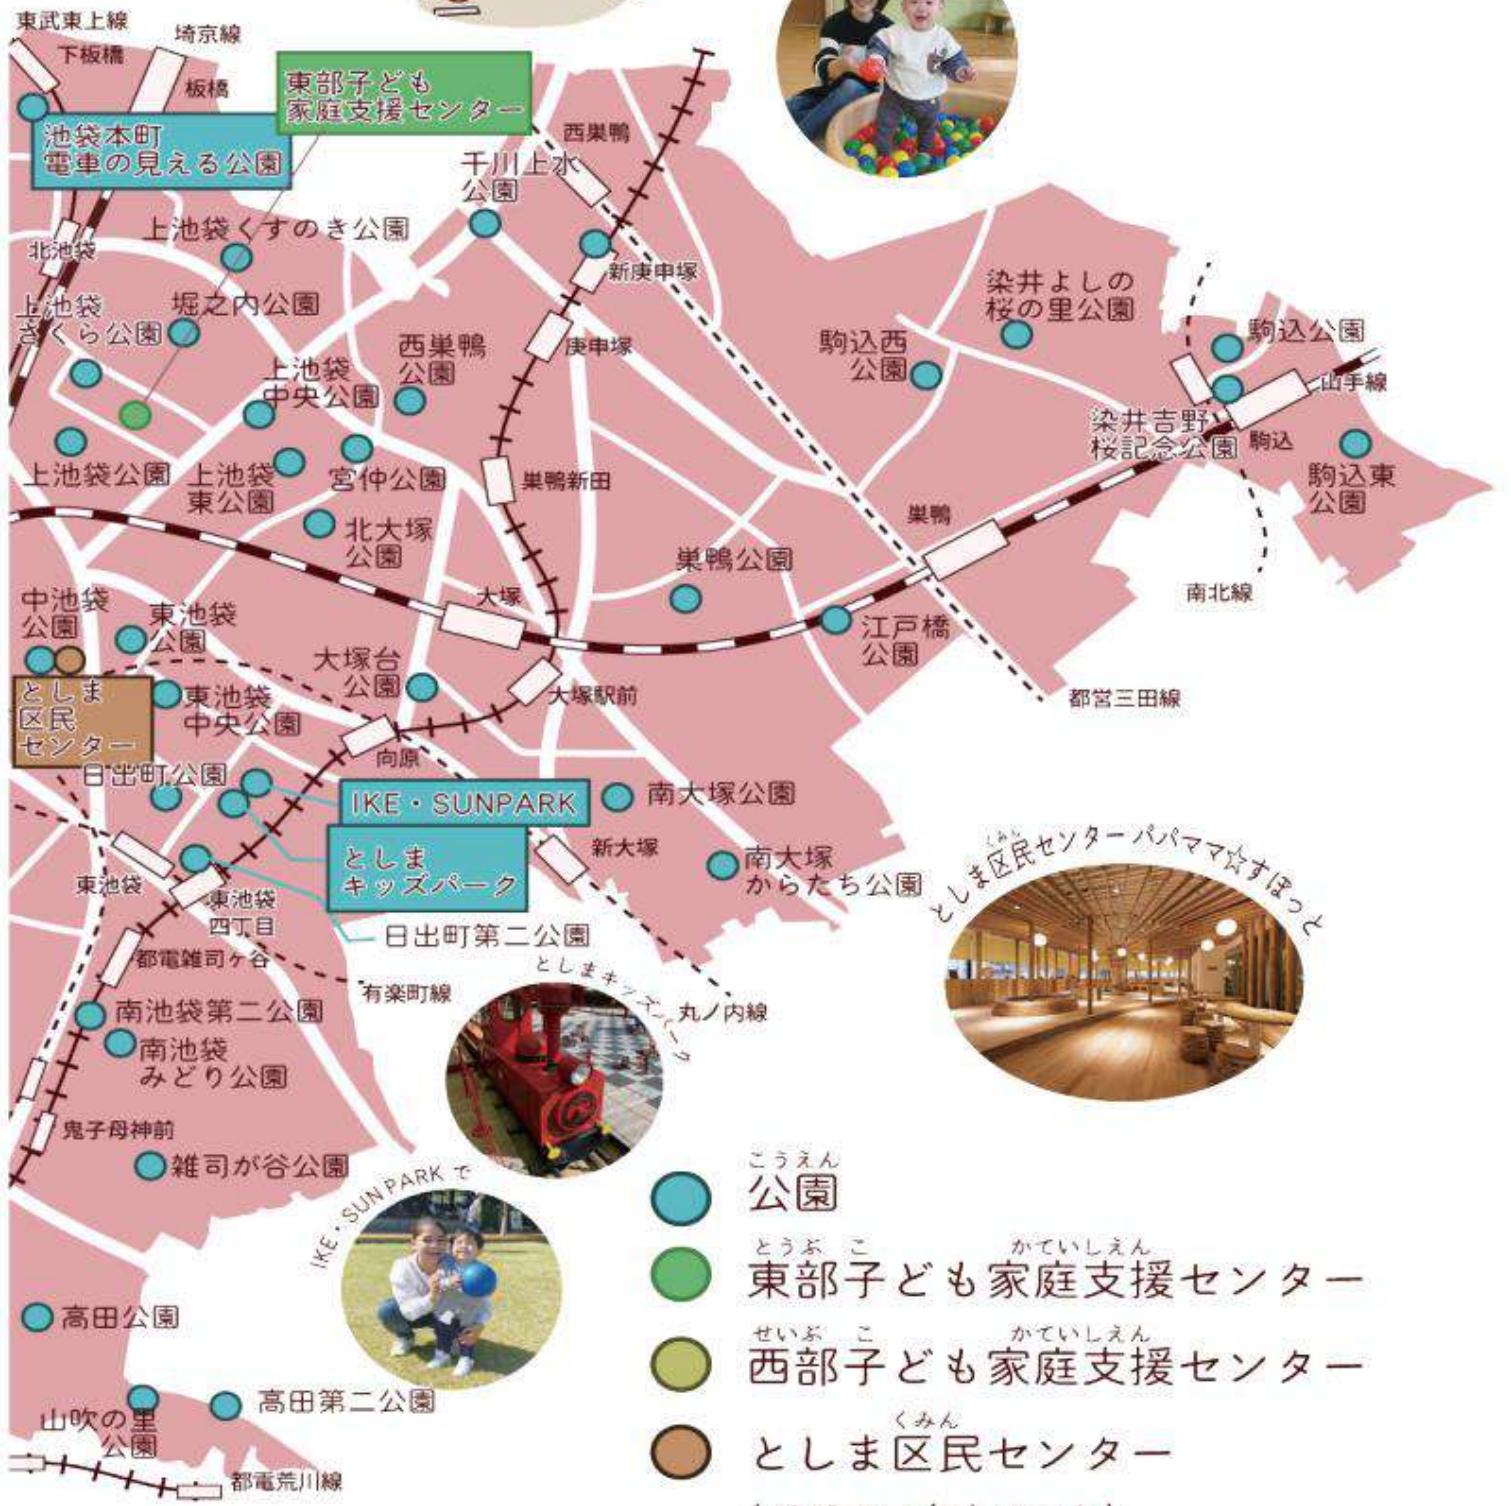 東武東上線
下板橋
埼京線
板橋
東部子ども
家庭支援センター
池袋本町
電車の見える公園
西巣鴨
千川上水
公園
上池袋くすのき公園
北池袋
新庚申塚
上池袋
さくら公園
堀之内公園
庚申塚
西巣鴨
公園
上池袋
中央公園
染井よしの
桜の里公園
駒込西
公園
駒込公園
山手線
染井吉野
桜記念公園
駒込
駒込東
公園
上池袋公園
上池袋
東公園
宮仲公園
巣鴨新田
北大塚
公園
巣鴨
巣鴨公園
南北線
中池袋
公園
東池袋
公園
大塚
江戸橋
公園
大塚台
公園
としま
区民
センター
東池袋
中央公園
大塚駅前
都営三田線
向原
日出町公園
IKE・SUNPARK
南大塚公園
としま
キッズパーク
新大塚
南大塚
からたち公園
東池袋
東池袋
四丁目
日出町第二公園
都電雑司ヶ谷
有楽町線
丸ノ内線
としま区民センター パパママ☆すぽっと
くみん
としまキッズパーク
南池袋第二公園
南池袋
みどり公園
鬼子母神前
雑司が谷公園
IKE・SUNPARK で
高田公園
高田第二公園
山吹の里
公園
都電荒川線
こうえん
公園
とうぶ こ かていしえん
東部子ども家庭支援センター
せいぶ こ かていしえん
西部子ども家庭支援センター
くみん
としま区民センター